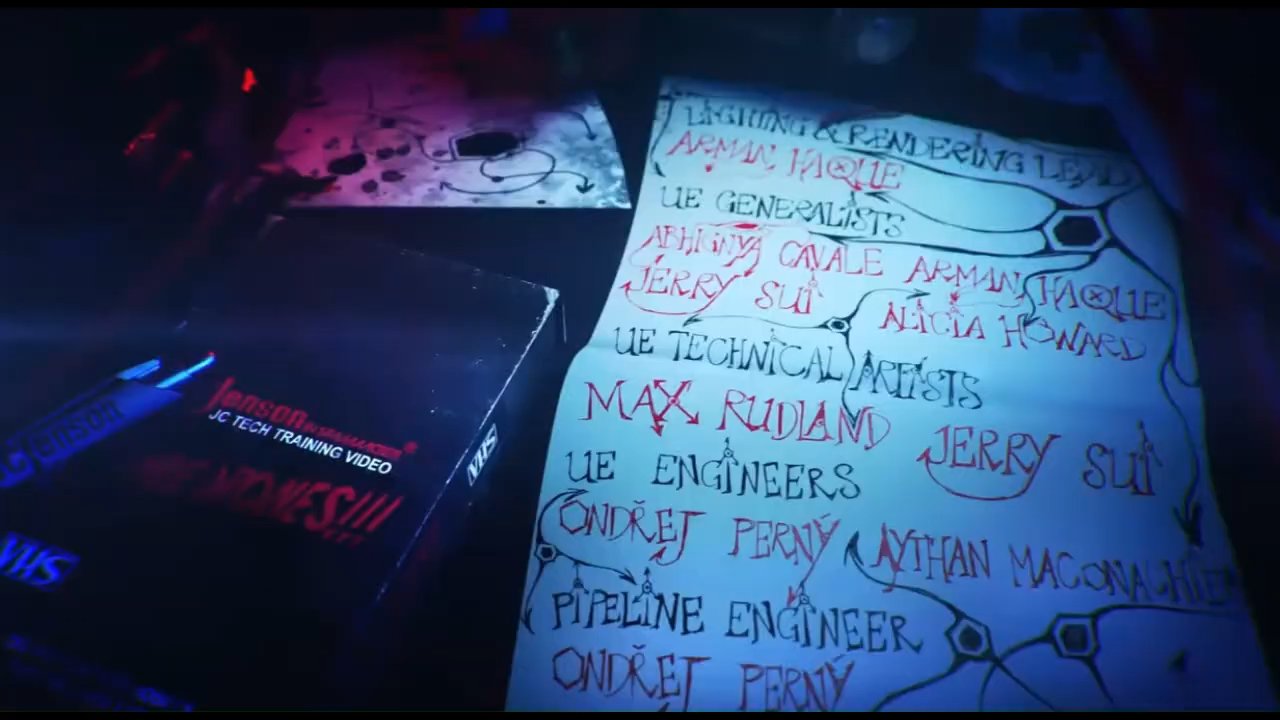 LIGHTING & RENDERING LEAD
ARMAN HAQUE
UE GENERALISTS
ABHIGNYA CAVALE ARMAN HAQUE
JERRY SUI ALICIA HOWARD
UE TECHNICAL ARTISTS
MAX RUDLAND JERRY SUI
UE ENGINEERS
ONDŘEJ PERNÝ AYTHAN MACONACHIE
PIPELINE ENGINEER
ONDŘEJ PERNÝ
Jenson
JC TECH TRAINING VIDEO
VHS
Jenson
VHS